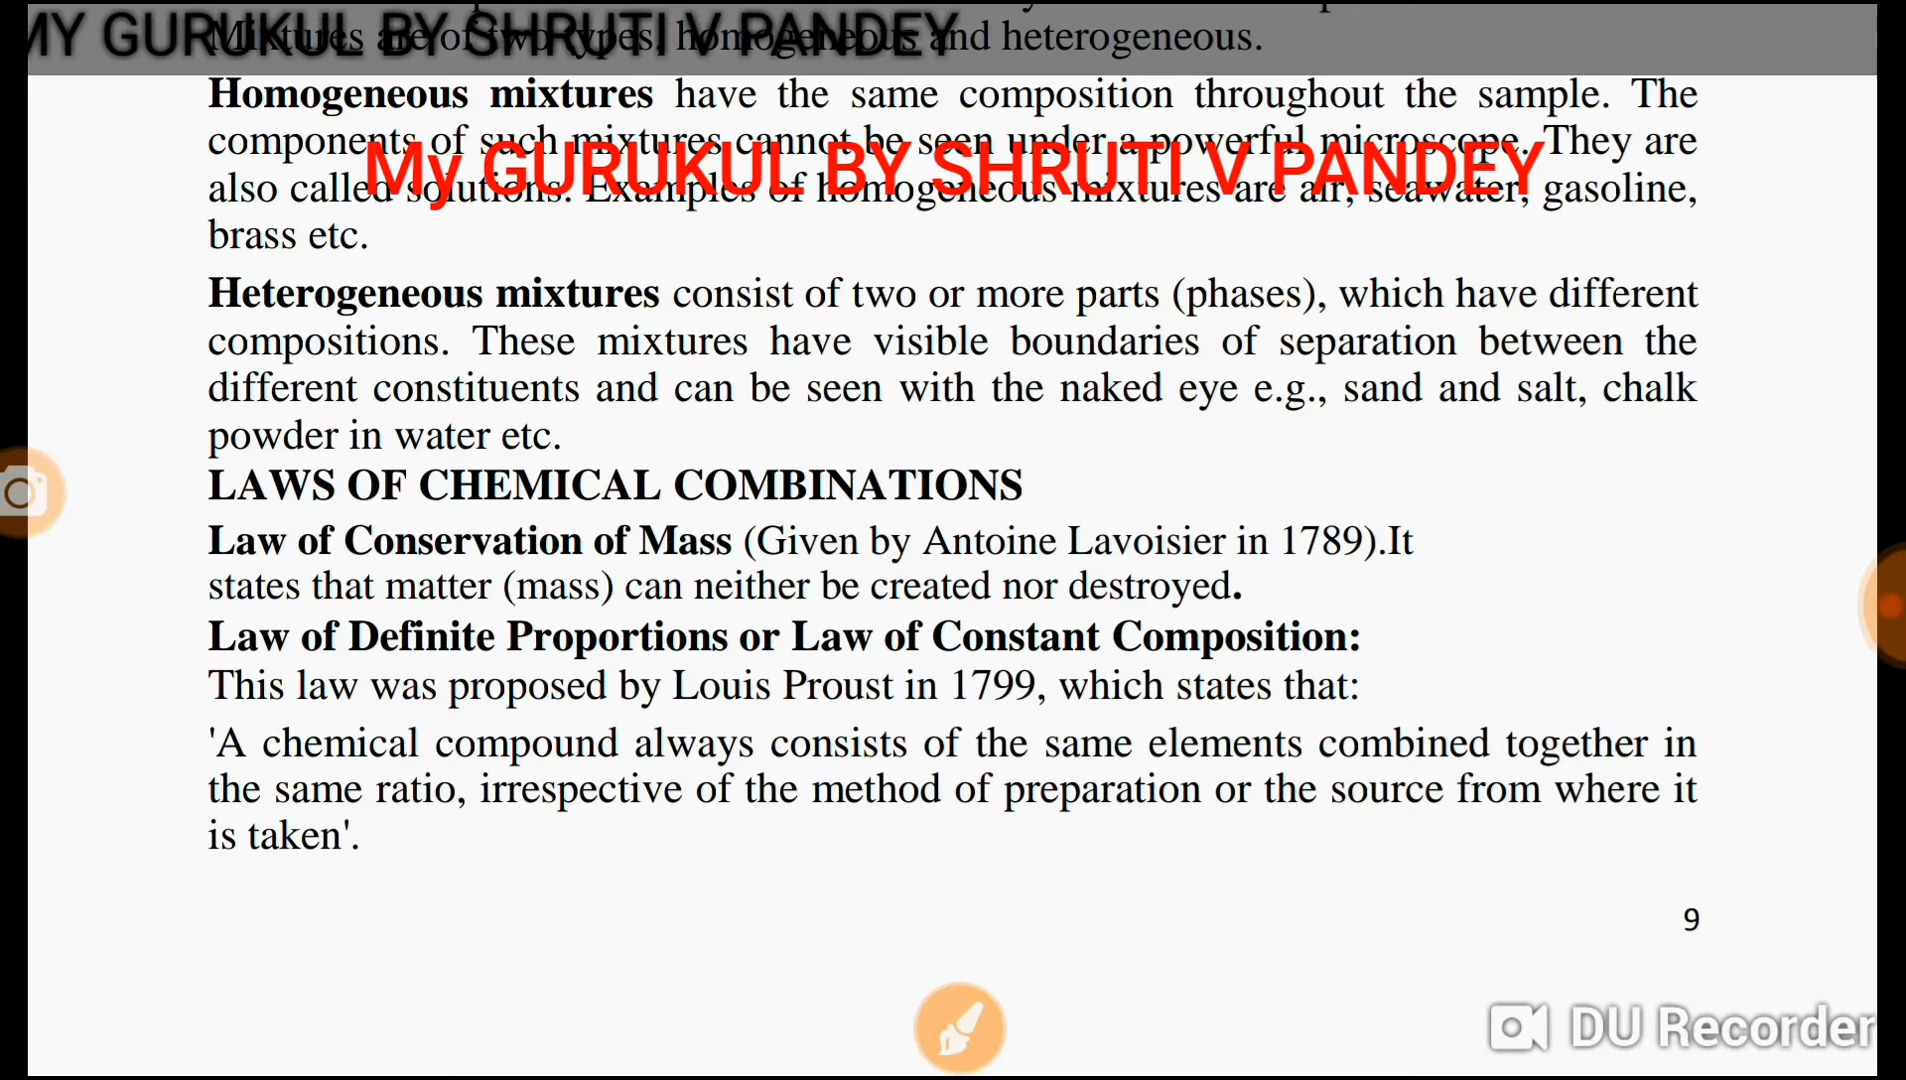 MY GURUKUL BY SHRUTI V PANDEY
Mixtures are of two types, homogeneous and heterogeneous.
Homogeneous mixtures have the same composition throughout the sample. The
components of such mixtures cannot be seen under a powerful microscope. They are
My GURUKUL BY SHRUTI V PANDEY
also called solutions. Examples of homogeneous mixtures are air, seawater, gasoline,
brass etc.
Heterogeneous mixtures consist of two or more parts (phases), which have different
compositions. These mixtures have visible boundaries of separation between the
different constituents and can be seen with the naked eye e.g., sand and salt, chalk
powder in water etc.
LAWS OF CHEMICAL COMBINATIONS
Law of Conservation of Mass (Given by Antoine Lavoisier in 1789).It
states that matter (mass) can neither be created nor destroyed.
Law of Definite Proportions or Law of Constant Composition:
This law was proposed by Louis Proust in 1799, which states that:
'A chemical compound always consists of the same elements combined together in
the same ratio, irrespective of the method of preparation or the source from where it
is taken'.
9
DU Recorder